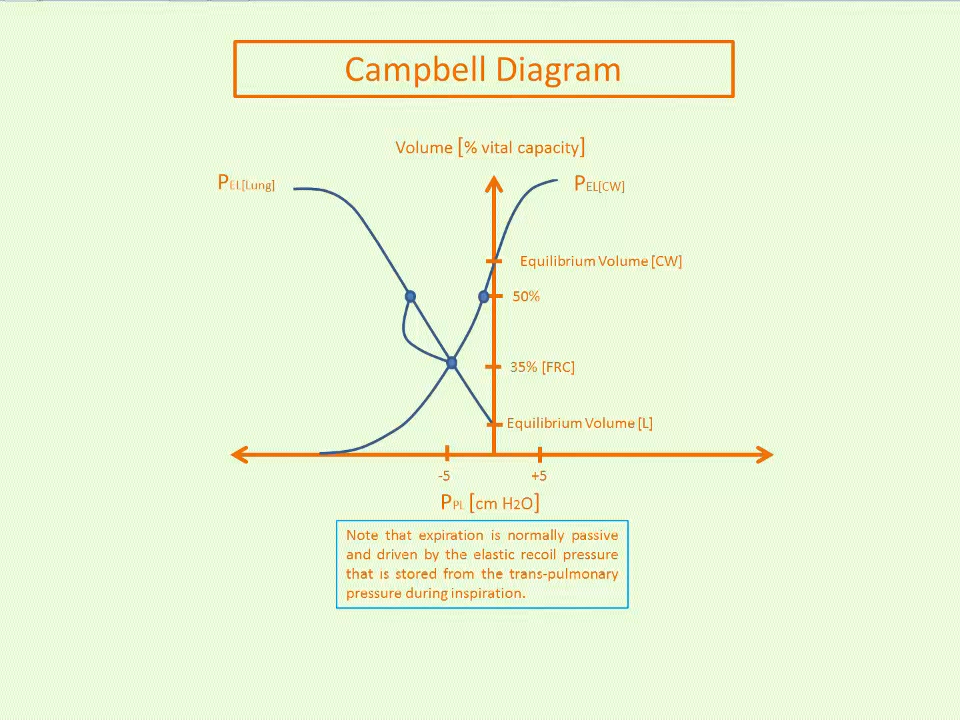 Campbell Diagram
Volume [% vital capacity]
PEL[Lung]
PEL[CW]
Equilibrium Volume [CW]
50%
35% [FRC]
Equilibrium Volume [L]
-5
+5
PPL [cm H2O]
Note that expiration is normally passive
and driven by the elastic recoil pressure
that is stored from the trans-pulmonary
pressure during inspiration.